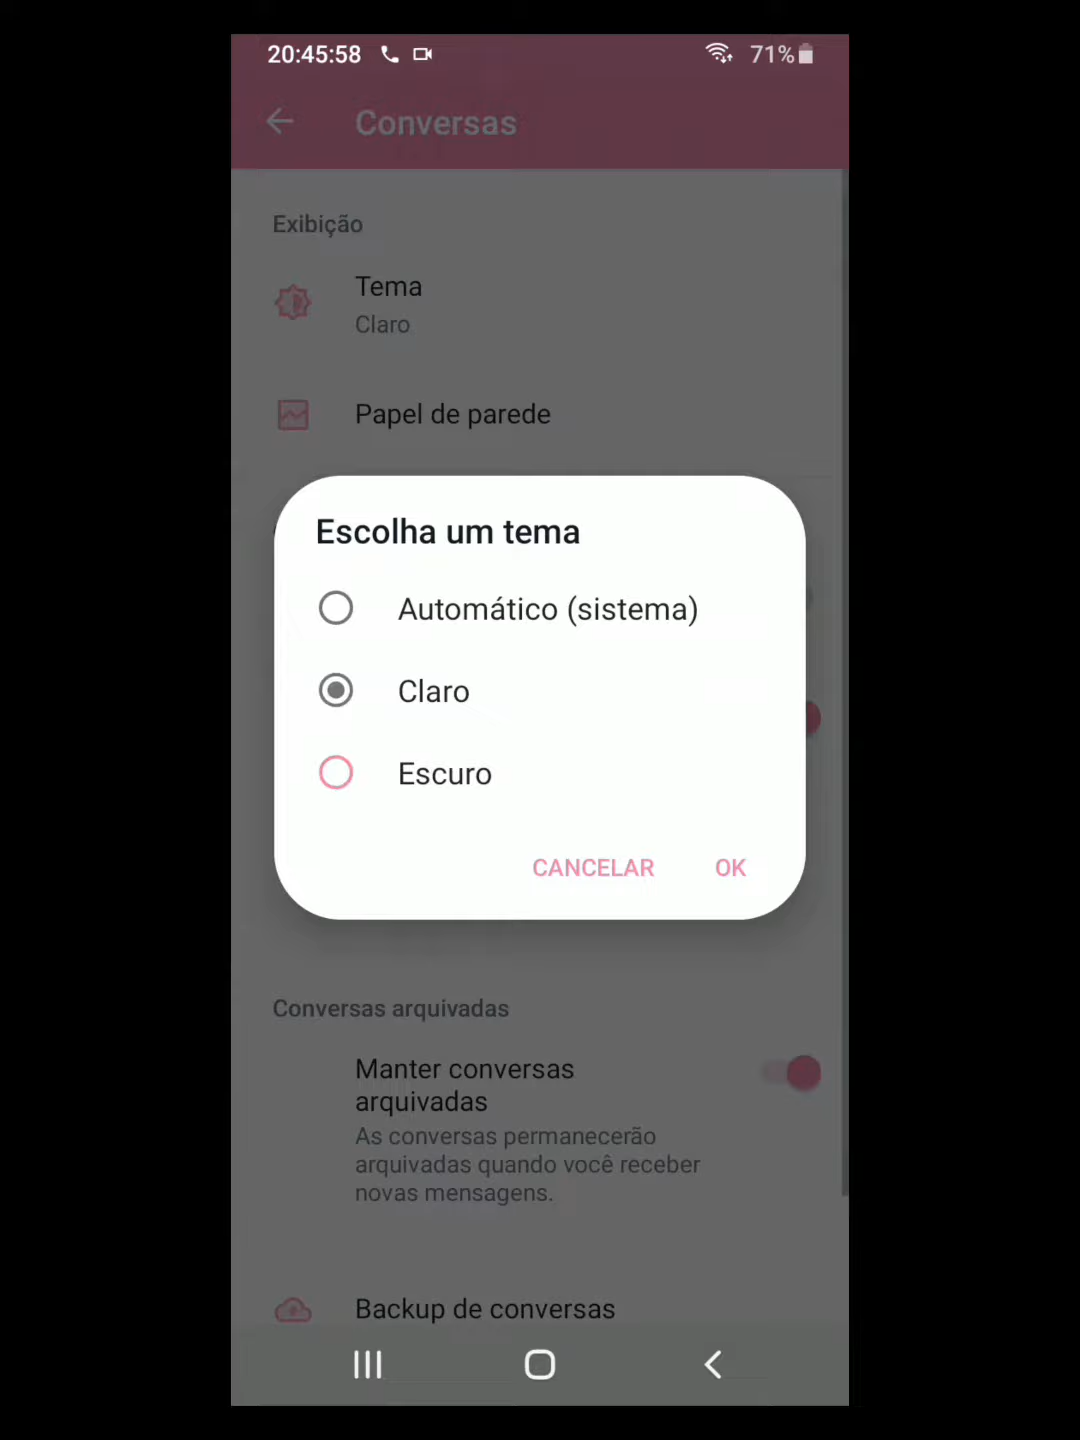 20:45:58
71%
Conversas
Exibição
Tema
Claro
Papel de parede
Escolha um tema
Automático (sistema)
Claro
Escuro
CANCELAR OK
Conversas arquivadas
Manter conversas
arquivadas
As conversas permanecerão
arquivadas quando você receber
novas mensagens.
Backup de conversas